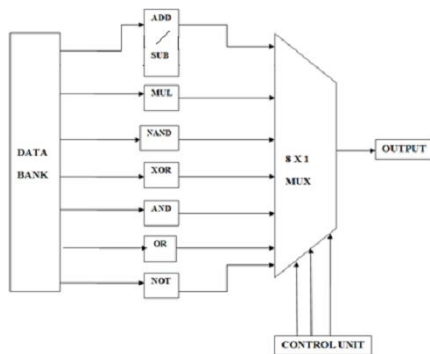 ADD
SUB
MUL
NAND
DATA
BANK
XOR
AND
OR
NOT
8 X 1
MUX
OUTPUT
CONTROL UNIT